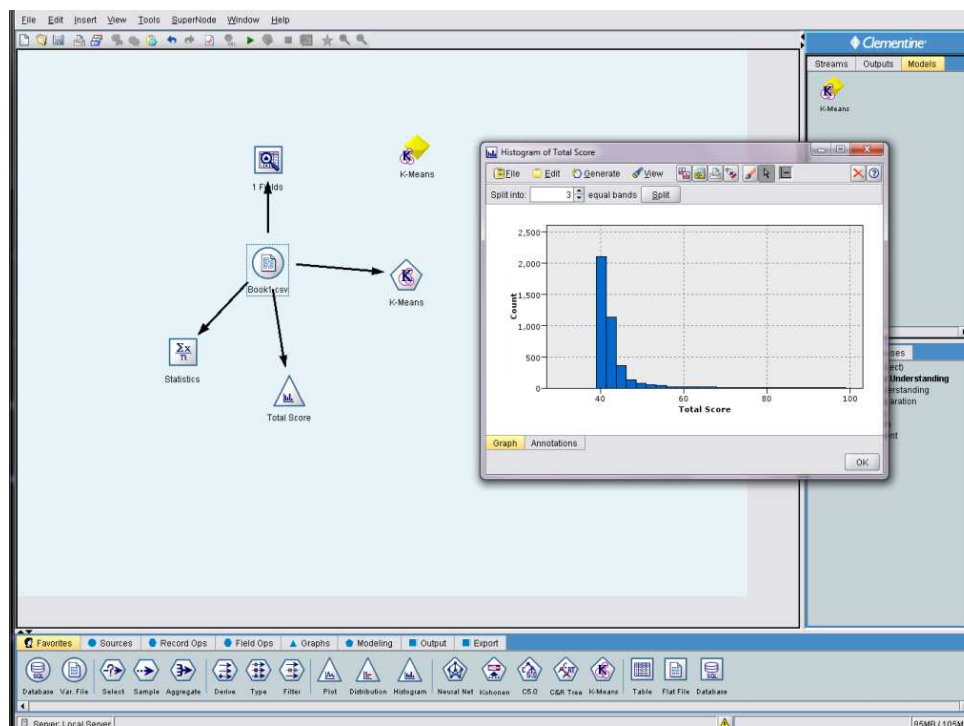 File Edit Insert View Tools SuperNode Window Help
Clementine
Streams Outputs Models
K-Means
1 Fields
K-Means
Book1.csv
K-Means
Statistics
Total Score
Histogram of Total Score
File Edit Generate View
Split into: 3 equal bands Split
2,500
2,000
1,500
1,000
500
0
Count
40 60 80 100
Total Score
Graph Annotations
OK
Understanding
Favorites Sources Record Ops Field Ops Graphs Modeling Output Export
Database Var. File Select Sample Aggregate Derive Type Filter Plot Distribution Histogram Neural Net Kohonen C5.0 C&R Tree K-Means Table Flat File Database
Server: Local Server 85MB / 105M